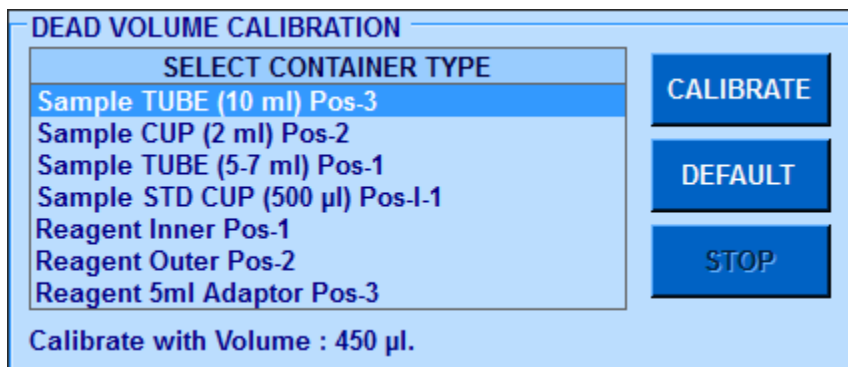 DEAD VOLUME CALIBRATION
SELECT CONTAINER TYPE
Sample TUBE (10 ml) Pos-3
Sample CUP (2 ml) Pos-2
Sample TUBE (5-7 ml) Pos-1
Sample STD CUP (500 µl) Pos-I-1
Reagent Inner Pos-1
Reagent Outer Pos-2
Reagent 5ml Adaptor Pos-3
CALIBRATE
DEFAULT
STOP
Calibrate with Volume : 450 µl.